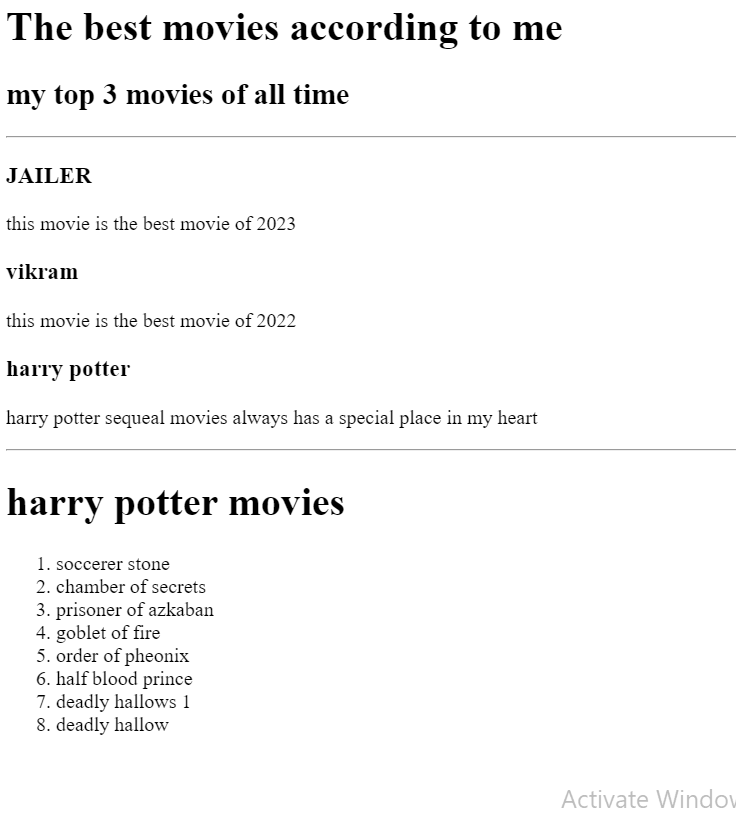 The best movies according to me
my top 3 movies of all time
JAILER
this movie is the best movie of 2023
vikram
this movie is the best movie of 2022
harry potter
harry potter sequeal movies always has a special place in my heart
harry potter movies
1. soccerer stone
2. chamber of secrets
3. prisoner of azkaban
4. goblet of fire
5. order of pheonix
6. half blood prince
7. deadly hallows 1
8. deadly hallow
Activate Window